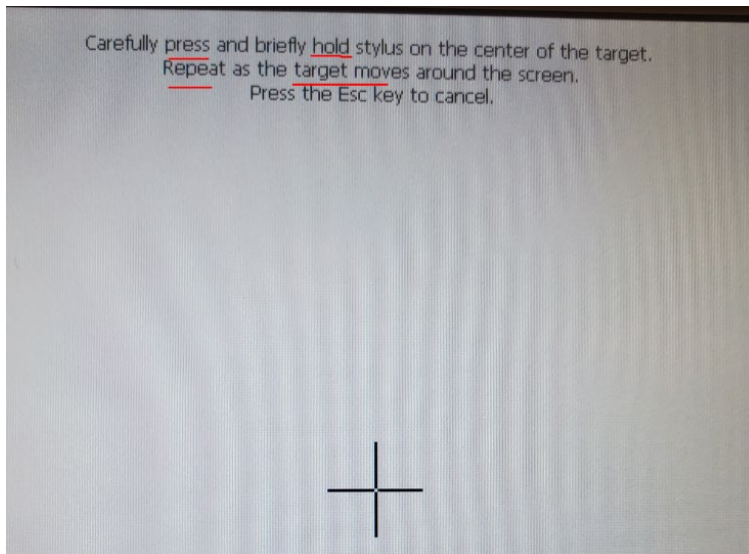 Carefully press and briefly hold stylus on the center of the target.
Repeat as the target moves around the screen.
Press the Esc key to cancel.